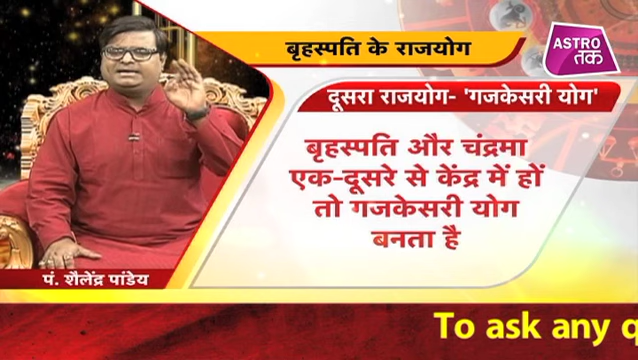 बृहस्पति के राजयोग
ASTRO
तक
दूसरा राजयोग- 'गजकेसरी योग'
बृहस्पति और चंद्रमा
एक-दूसरे से केंद्र में हों
तो गजकेसरी योग
बनता है
पं. शैलेंद्र पांडेय
To ask any q